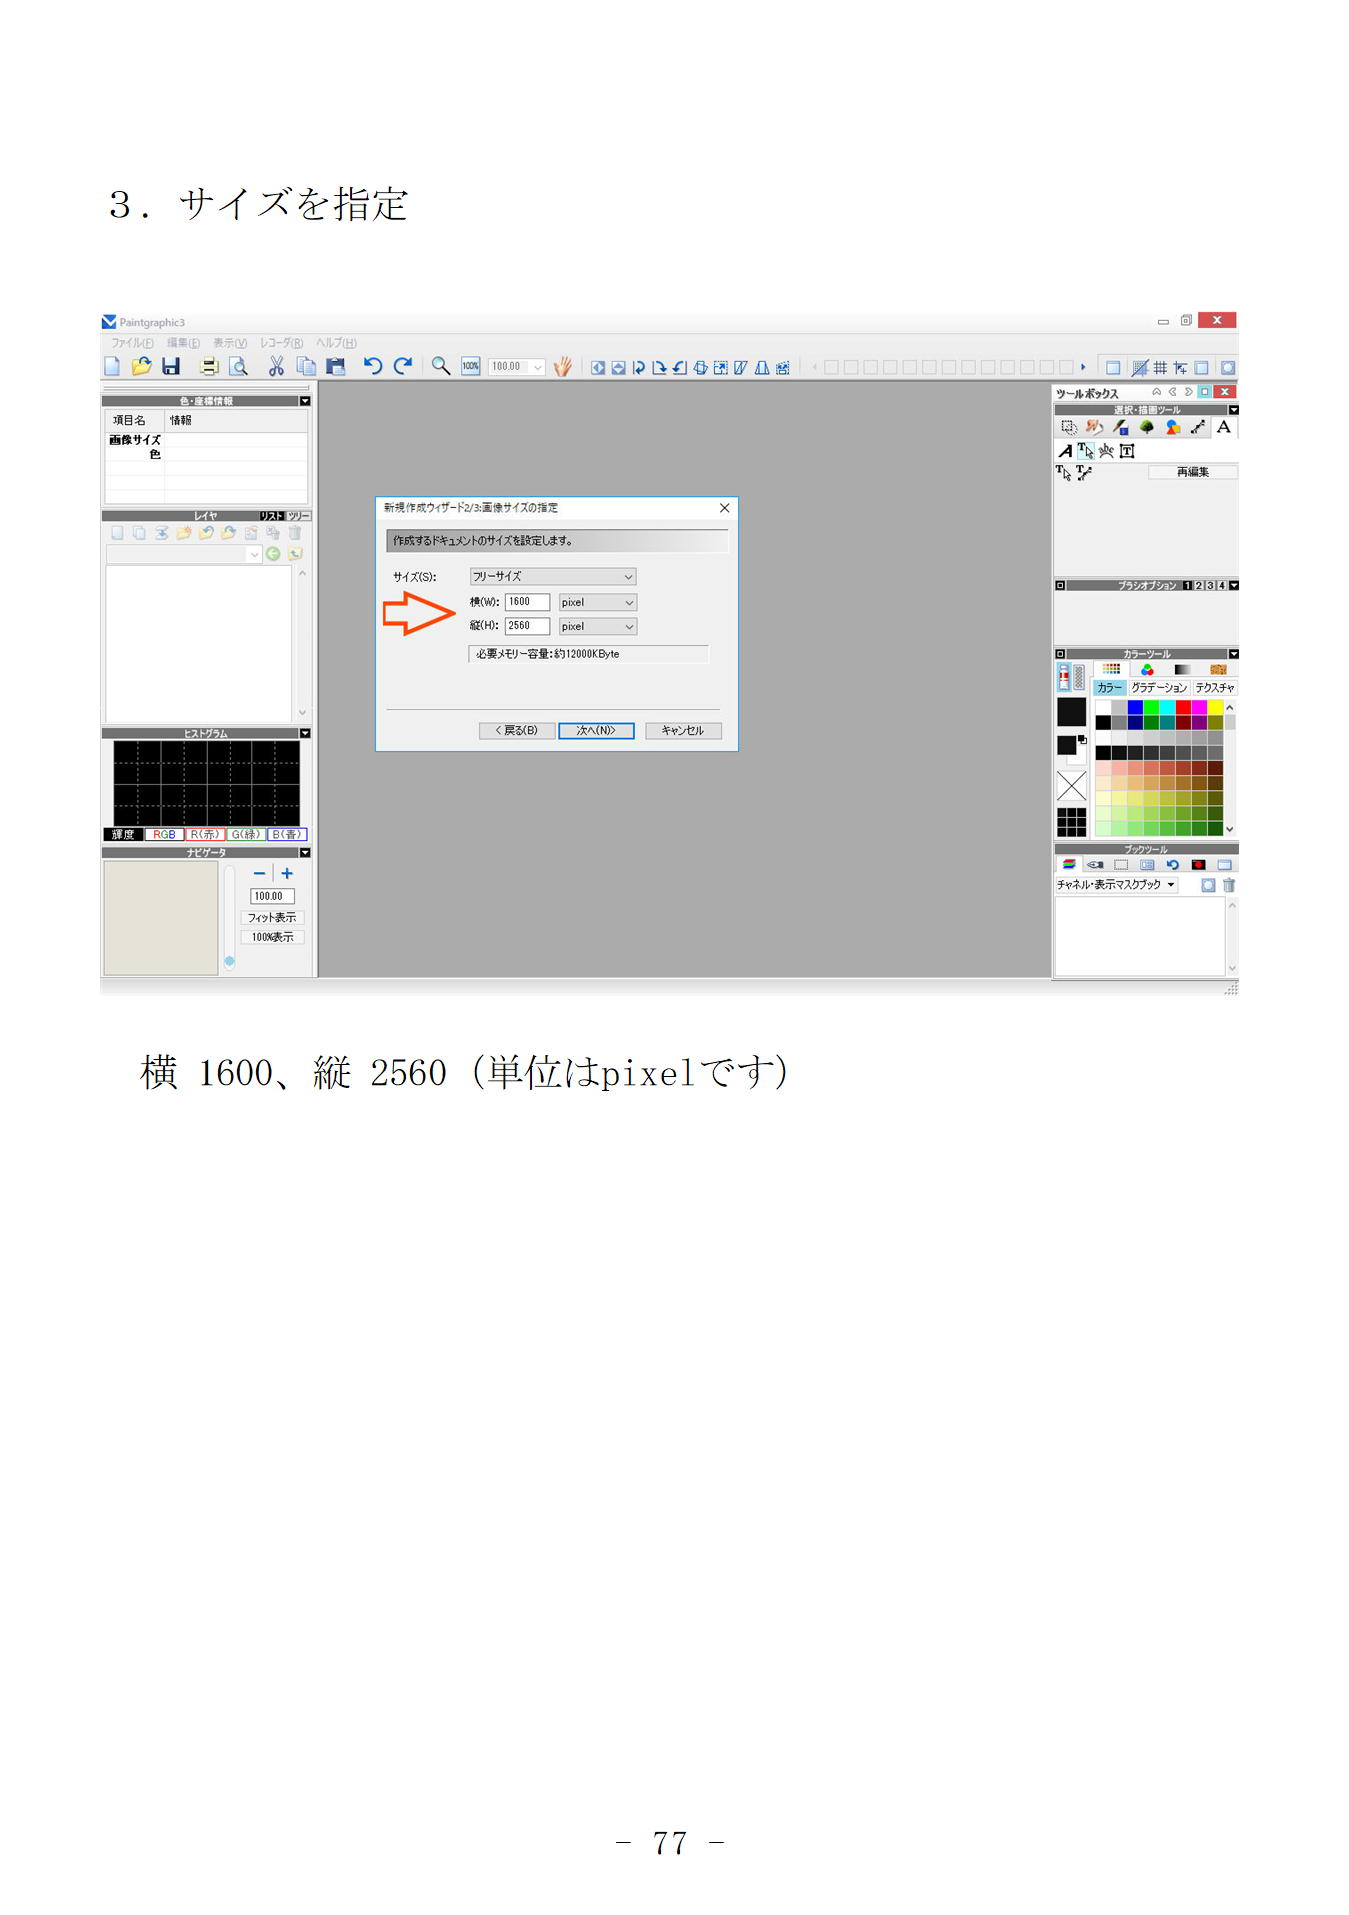 ３．サイズを指定
Paintgraphic3
ファイル(F) 編集(E) 表示(V) レコーダ(R) ヘルプ(H)
100% 100.00
色・座標情報
項目名 情報
画像サイズ
色
レイヤ リスト ツリー
ヒストグラム
輝度 RGB R(赤) G(緑) B(青)
ナビゲータ
100.00
フィット表示
100%表示
新規作成ウィザード2/3:画像サイズの指定
作成するドキュメントのサイズを設定します。
サイズ(S): フリーサイズ
横(W): 1600 pixel
縦(H): 2560 pixel
必要メモリー容量:約12000KByte
< 戻る(B) 次へ(N)> キャンセル
ツールボックス
選択・描画ツール
再編集
ブラシオプション 1 2 3 4
カラーツール
カラー グラデーション テクスチャ
ブックツール
チャネル・表示マスクブック
横 1600、縦 2560（単位はpixelです）
- 77 -